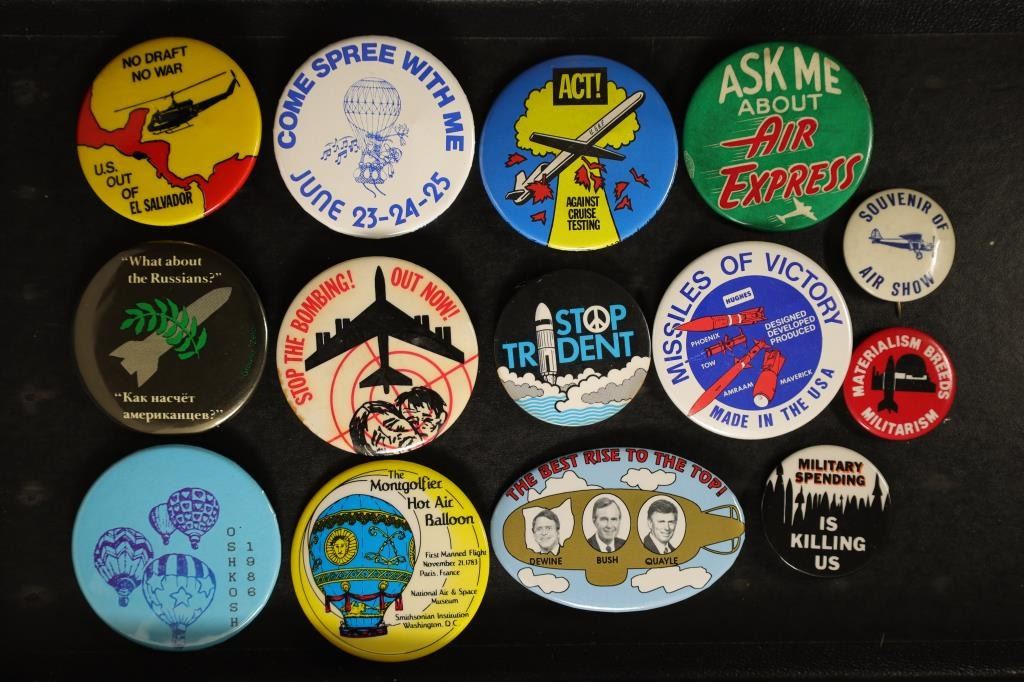 NO DRAFT
NO WAR
U.S.
OUT
OF
EL SALVADOR
COME SPREE WITH ME
JUNE 23-24-25
ACT!
AGAINST
CRUISE
TESTING
ASK ME
ABOUT
AIR
EXPRESS
SOUVENIR OF
AIR SHOW
"What about
the Russians?"
"Как насчёт
американцев?"
STOP THE BOMBING! OUT NOW!
STOP
TRIDENT
MISSILES OF VICTORY
HUGHES
PHOENIX
TOW
AMRAAM
MAVERICK
DESIGNED
DEVELOPED
PRODUCED
MADE IN THE USA
MATERIALISM BREEDS
MILITARISM
OSHKOSH
1986
The
Montgolfier
Hot Air
Balloon
First Manned Flight
November 21, 1783
Paris, France
National Air & Space
Museum
Smithsonian Institution
Washington, D.C.
THE BEST RISE TO THE TOP!
DEWINE
BUSH
QUAYLE
MILITARY
SPENDING
IS
KILLING
US